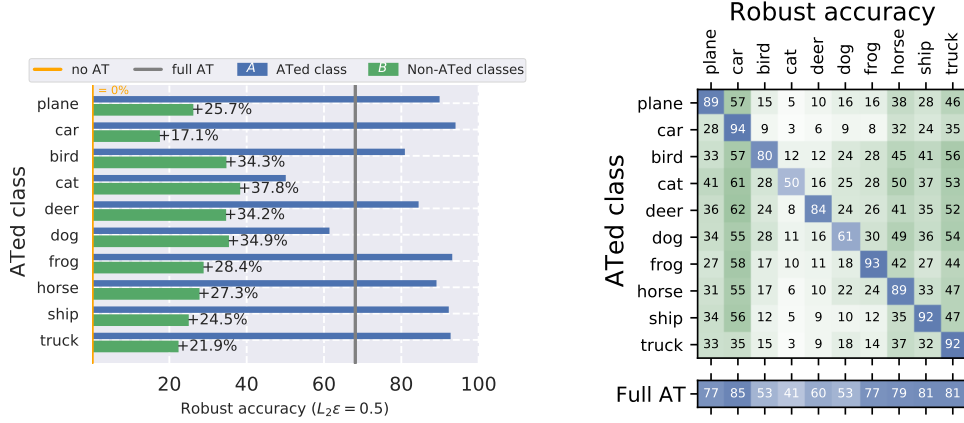 no AT full AT A ATed class B Non-ATed classes
= 0%
ATed class
plane +25.7%
car +17.1%
bird +34.3%
cat +37.8%
deer +34.2%
dog +34.9%
frog +28.4%
horse +27.3%
ship +24.5%
truck +21.9%
20 40 60 80 100
Robust accuracy (L₂ε = 0.5)
Robust accuracy
plane car bird cat deer dog frog horse ship truck
ATed class
plane 89 57 15 5 10 16 16 38 28 46
car 28 94 9 3 6 9 8 32 24 35
bird 33 57 80 12 12 24 28 45 41 56
cat 41 61 28 50 16 25 28 50 37 53
deer 36 62 24 8 84 24 26 41 35 52
dog 34 55 28 11 16 61 30 49 36 54
frog 27 58 17 10 11 18 93 42 27 44
horse 31 55 17 6 10 22 24 89 33 47
ship 34 56 12 5 9 10 12 35 92 47
truck 33 35 15 3 9 18 14 37 32 92
Full AT 77 85 53 41 60 53 77 79 81 81